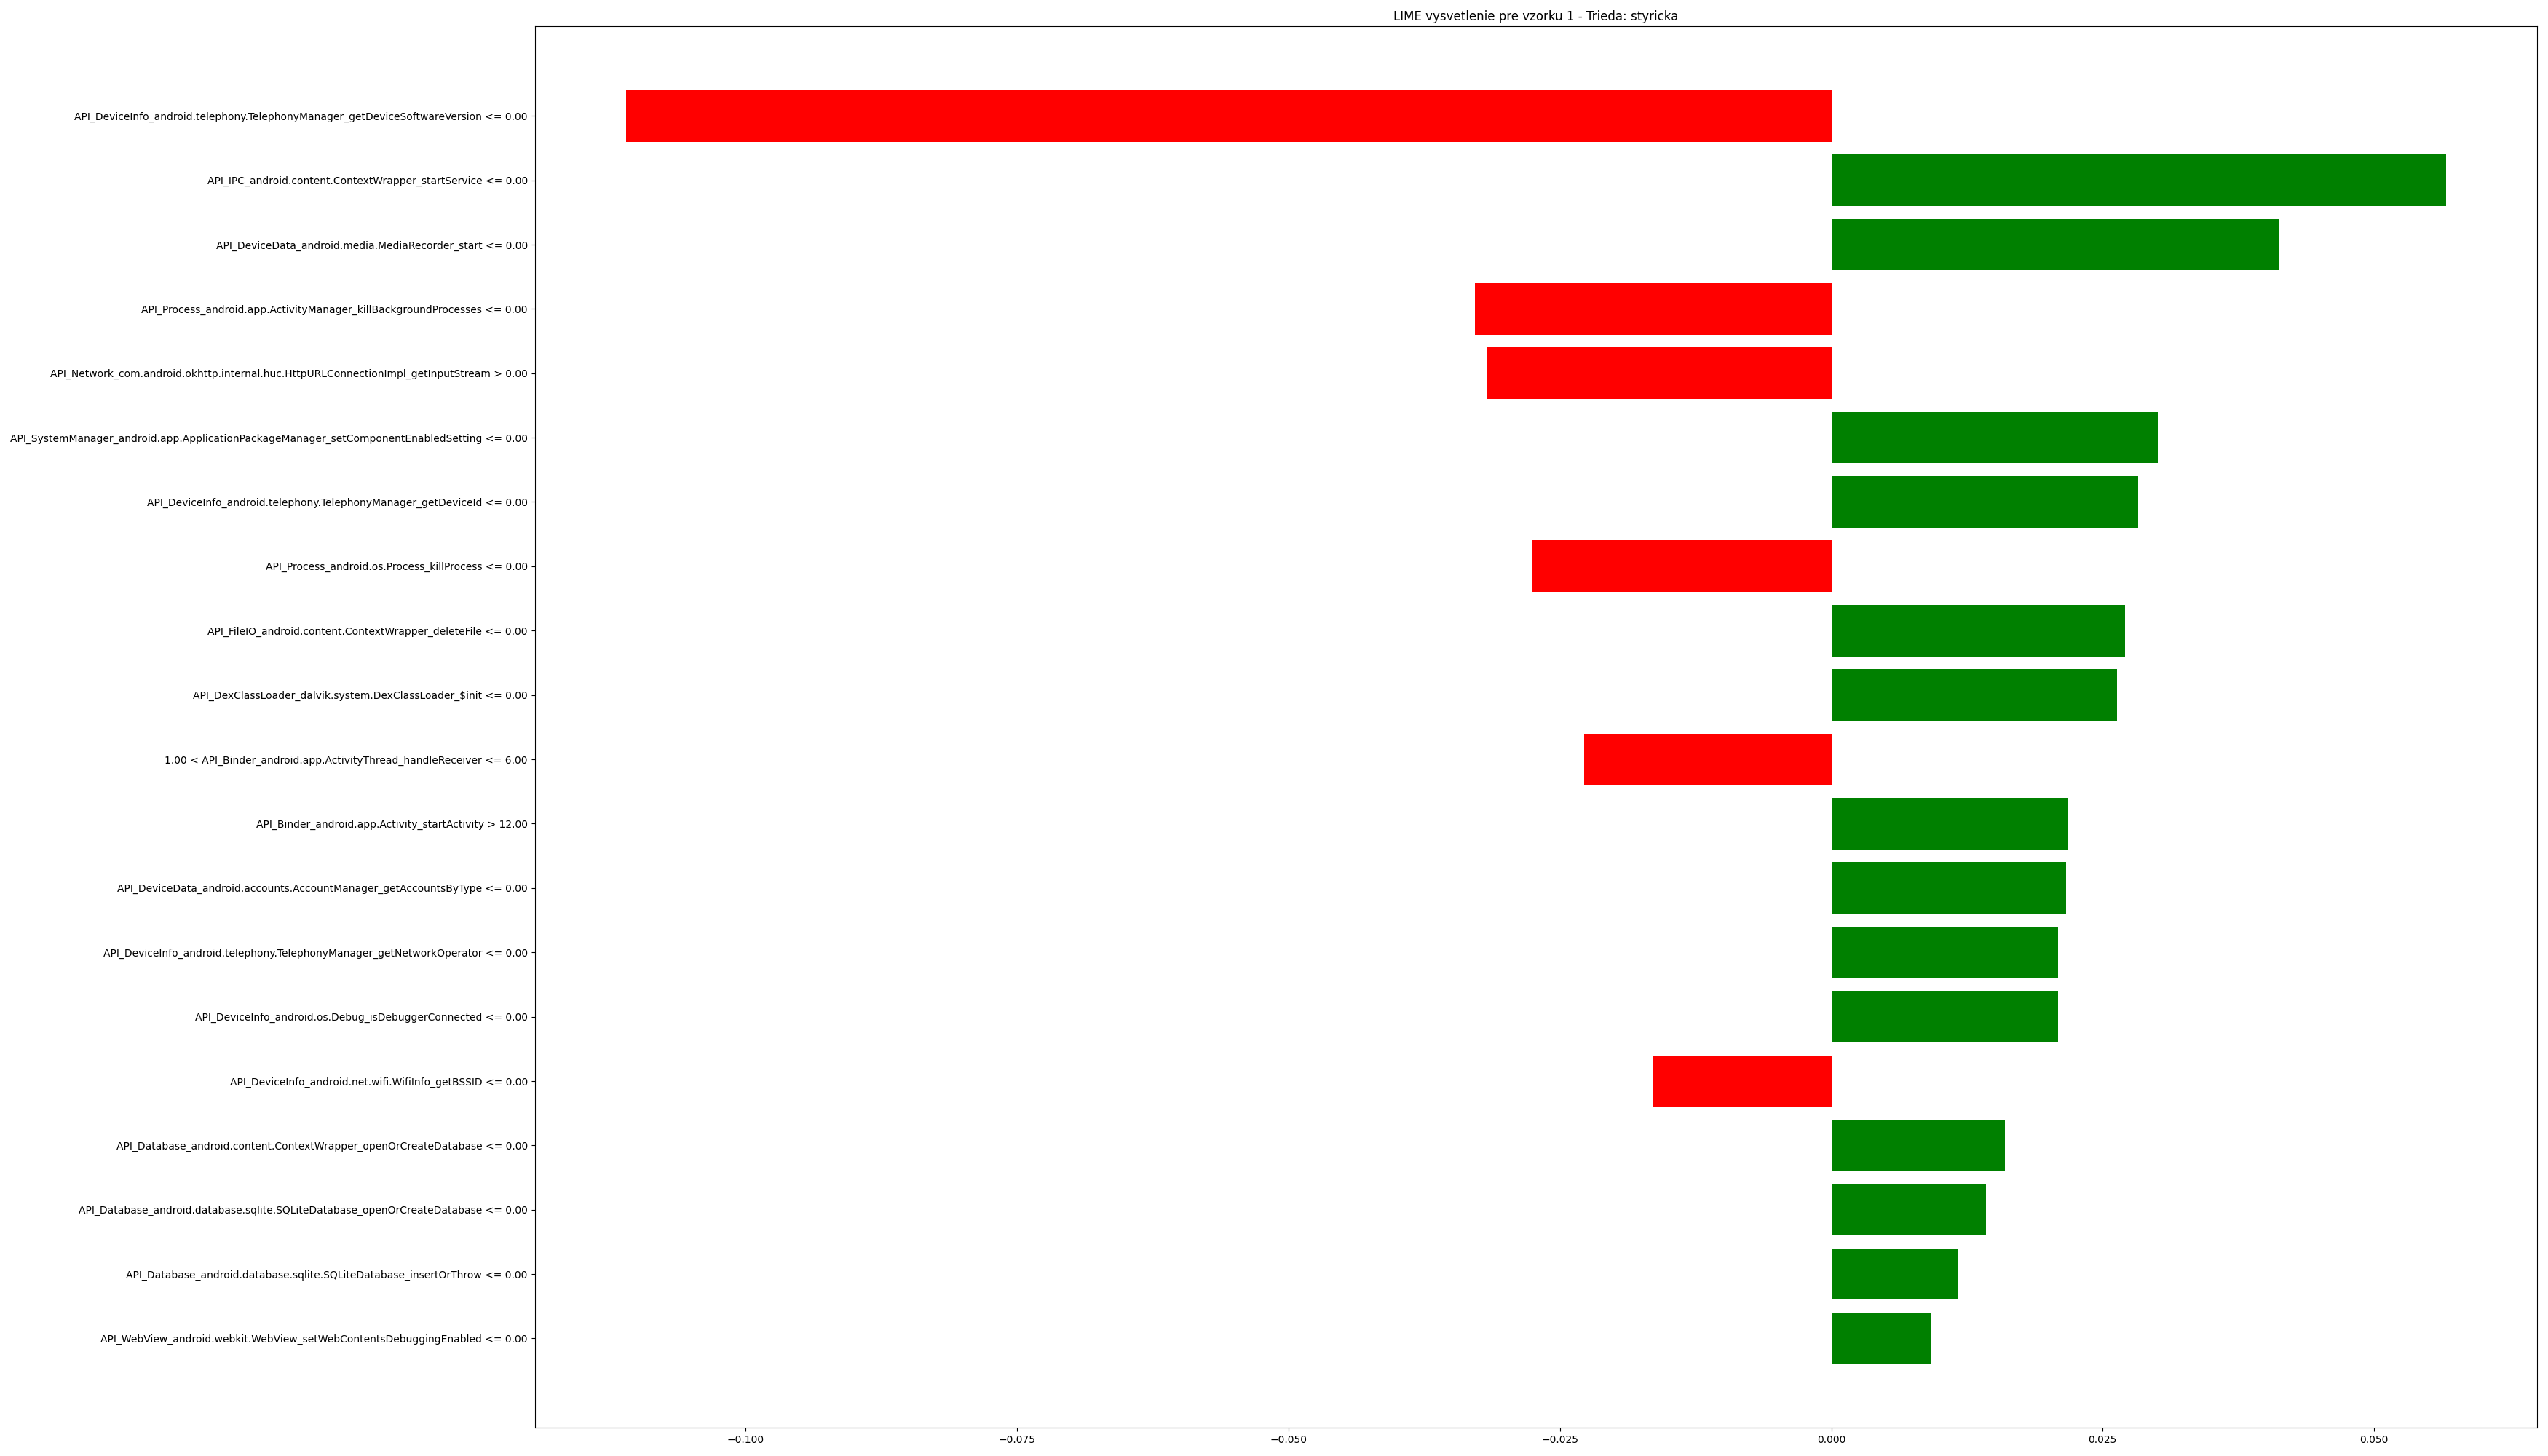 LIME vysvetlenie pre vzorku 1 - Trieda: styricka
API_DeviceInfo_android.telephony.TelephonyManager_getDeviceSoftwareVersion <= 0.00
API_IPC_android.content.ContextWrapper_startService <= 0.00
API_DeviceData_android.media.MediaRecorder_start <= 0.00
API_Process_android.app.ActivityManager_killBackgroundProcesses <= 0.00
API_Network_com.android.okhttp.internal.huc.HttpURLConnectionImpl_getInputStream > 0.00
API_SystemManager_android.app.ApplicationPackageManager_setComponentEnabledSetting <= 0.00
API_DeviceInfo_android.telephony.TelephonyManager_getDeviceId <= 0.00
API_Process_android.os.Process_killProcess <= 0.00
API_FileIO_android.content.ContextWrapper_deleteFile <= 0.00
API_DexClassLoader_dalvik.system.DexClassLoader_$init <= 0.00
1.00 < API_Binder_android.app.ActivityThread_handleReceiver <= 6.00
API_Binder_android.app.Activity_startActivity > 12.00
API_DeviceData_android.accounts.AccountManager_getAccountsByType <= 0.00
API_DeviceInfo_android.telephony.TelephonyManager_getNetworkOperator <= 0.00
API_DeviceInfo_android.os.Debug_isDebuggerConnected <= 0.00
API_DeviceInfo_android.net.wifi.WifiInfo_getBSSID <= 0.00
API_Database_android.content.ContextWrapper_openOrCreateDatabase <= 0.00
API_Database_android.database.sqlite.SQLiteDatabase_openOrCreateDatabase <= 0.00
API_Database_android.database.sqlite.SQLiteDatabase_insertOrThrow <= 0.00
API_WebView_android.webkit.WebView_setWebContentsDebuggingEnabled <= 0.00
−0.100 −0.075 −0.050 −0.025 0.000 0.025 0.050